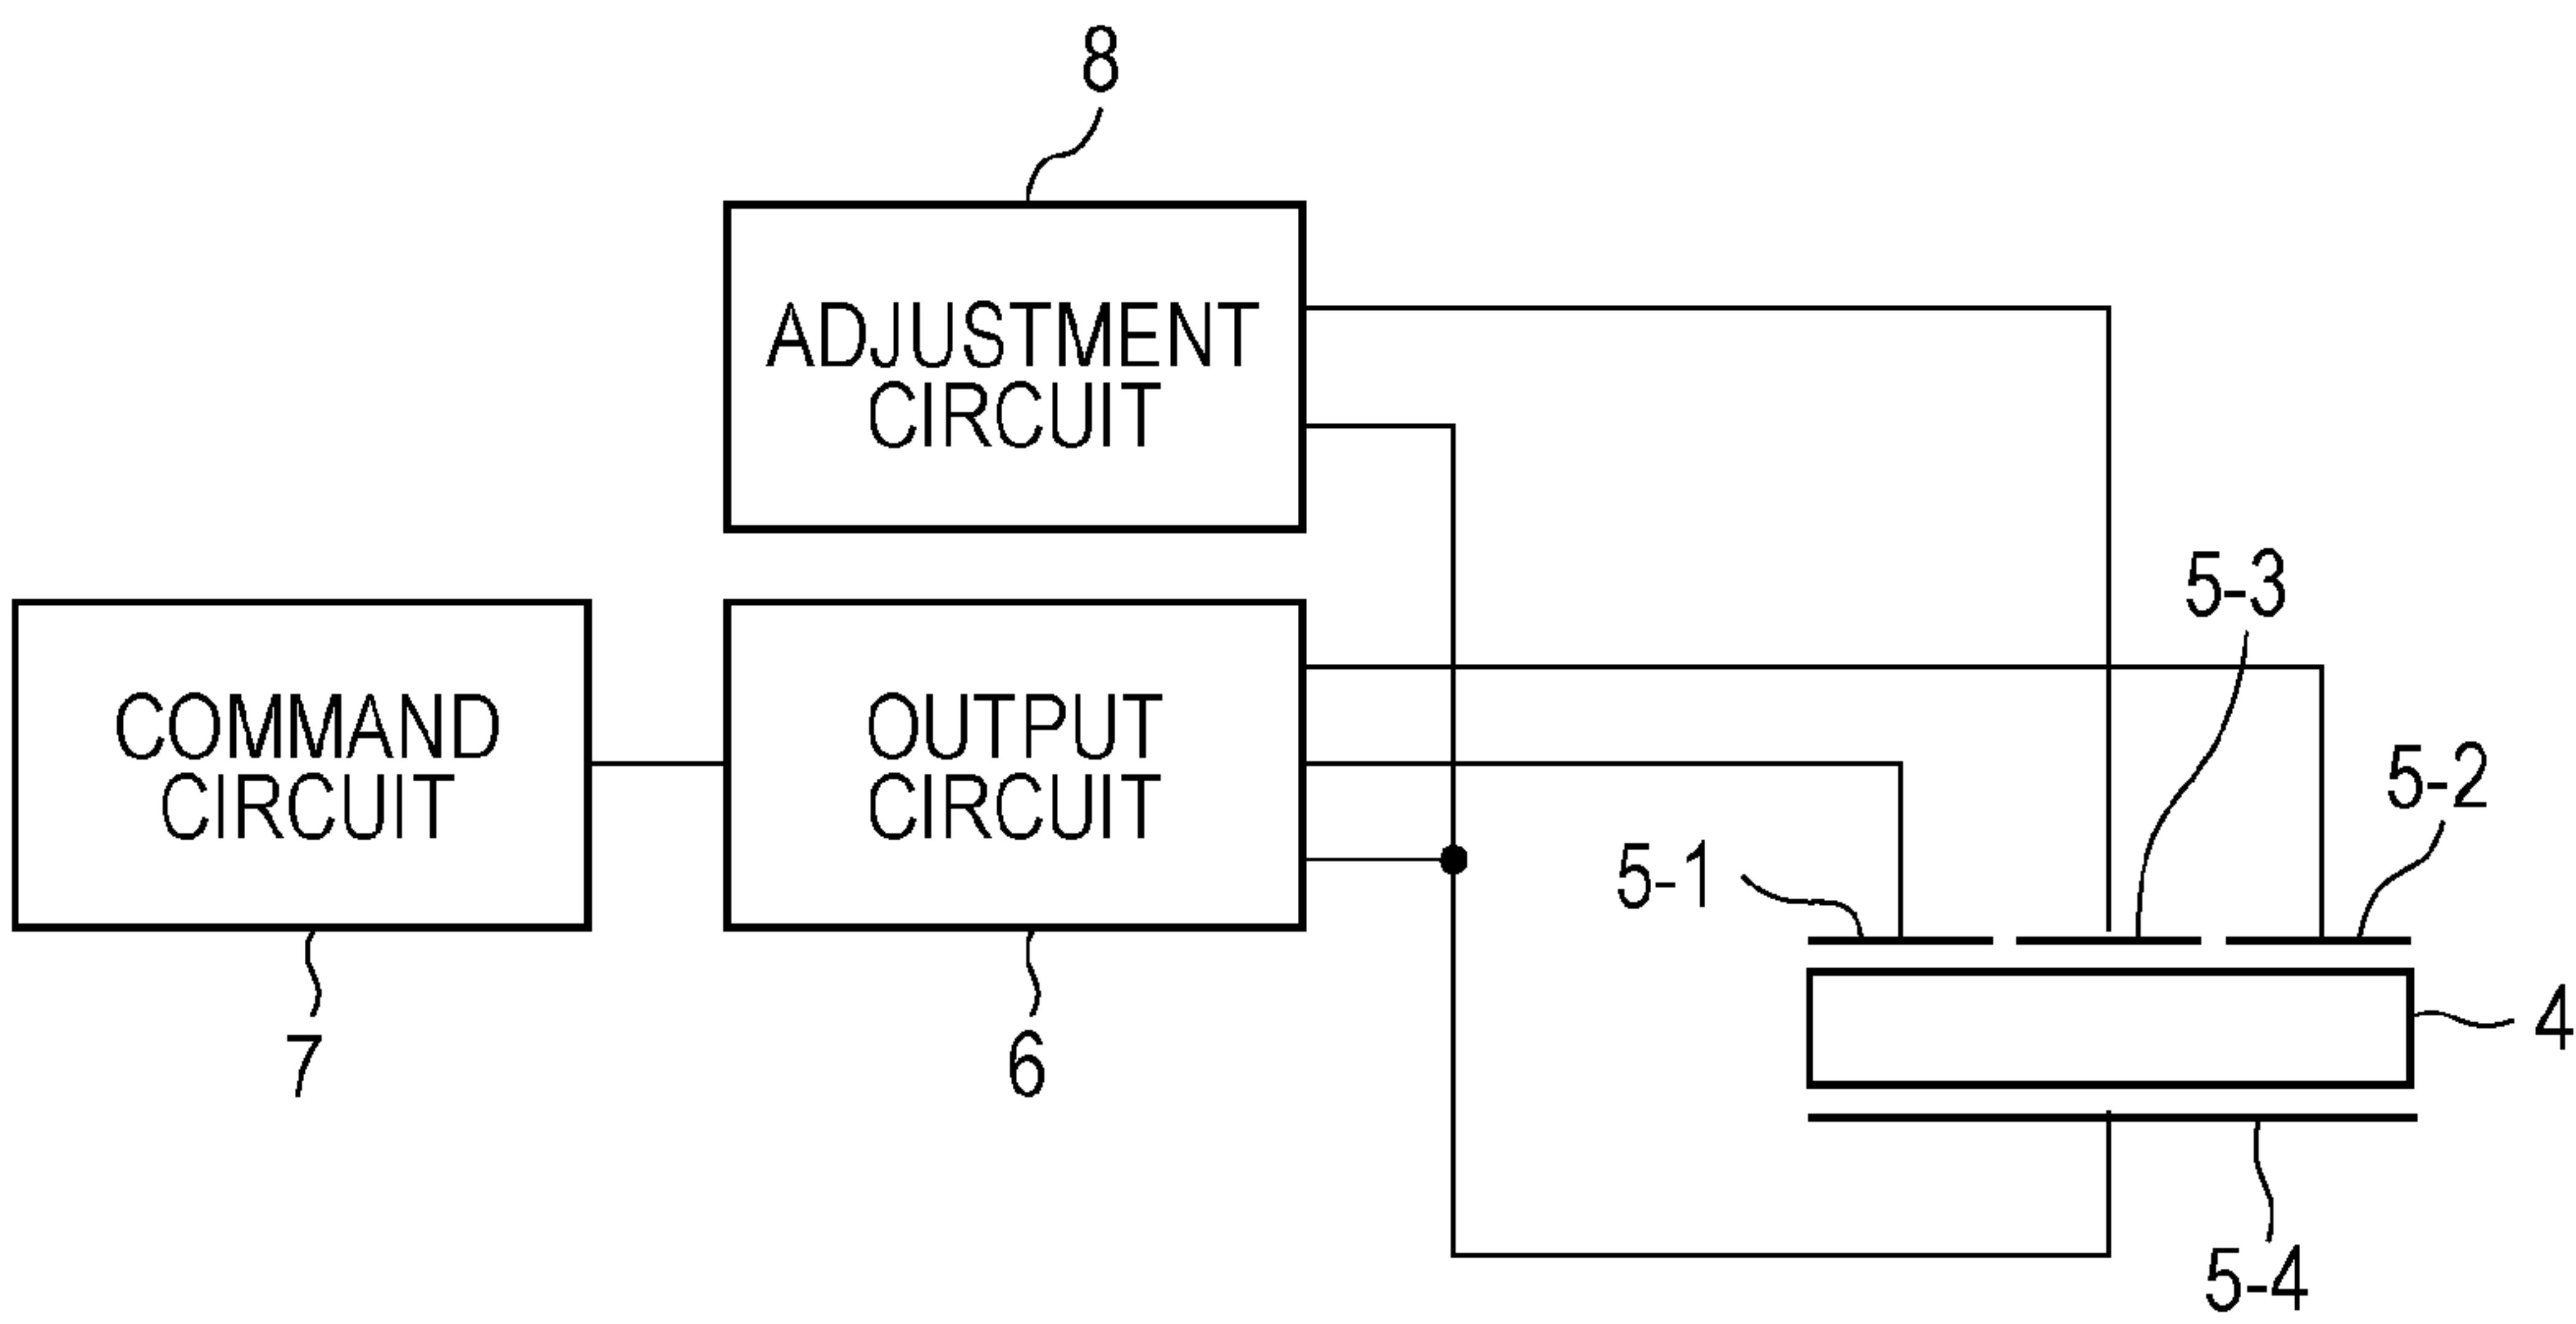 8
ADJUSTMENT
CIRCUIT
5-3
COMMAND
CIRCUIT
OUTPUT
CIRCUIT
5-2
5-1
4
7
6
5-4